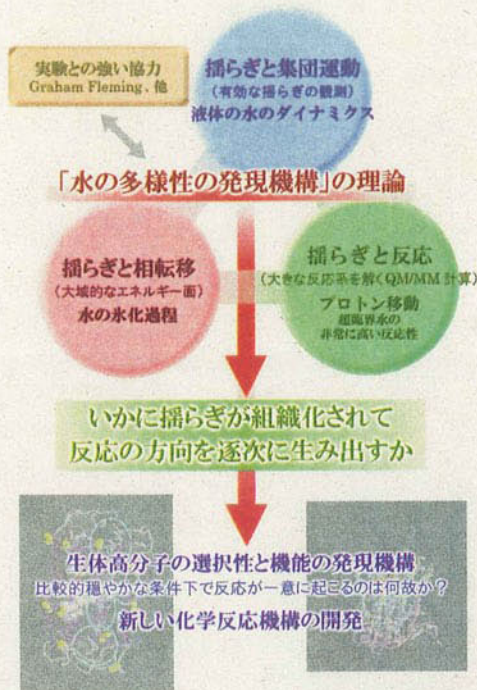 実験との強い協力
Graham Fleming、他
揺らぎと集団運動
(有効な揺らぎの観測)
液体の水のダイナミクス
「水の多様性の発現機構」の理論
揺らぎと相転移
(大域的なエネルギー面)
水の氷化過程
揺らぎと反応
(大きな反応系を解くQM/MM計算)
プロトン移動
超臨界水の
非常に高い反応性
いかに揺らぎが組織化されて
反応の方向を逐次に生み出すか
生体高分子の選択性と機能の発現機構
比較的穏やかな条件下で反応が一意に起こるのは何故か?
新しい化学反応機構の開発